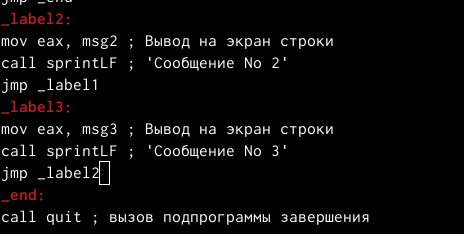 jmp _end
_label2:
mov eax, msg2 ; Вывод на экран строки
call sprintLF ; 'Сообщение No 2'
jmp _label1
_label3:
mov eax, msg3 ; Вывод на экран строки
call sprintLF ; 'Сообщение No 3'
jmp _label2
_end:
call quit ; вызов подпрограммы завершения